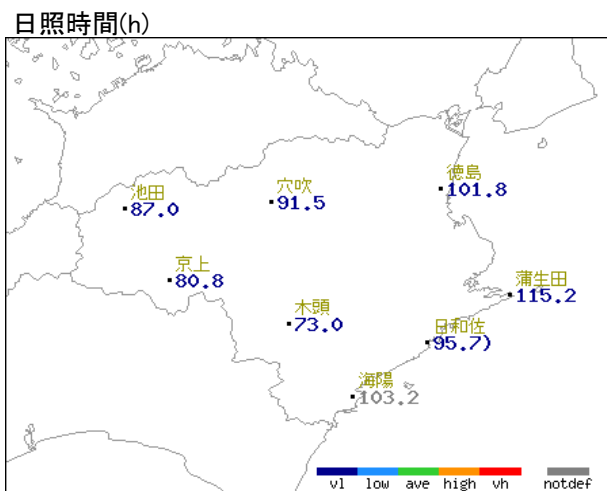 日照時間(h)
徳島
101.8
穴吹
91.5
池田
87.0
京上
80.8
蒲生田
115.2
木頭
73.0
日和佐
95.7)
海陽
103.2
vl low ave high vh notdef